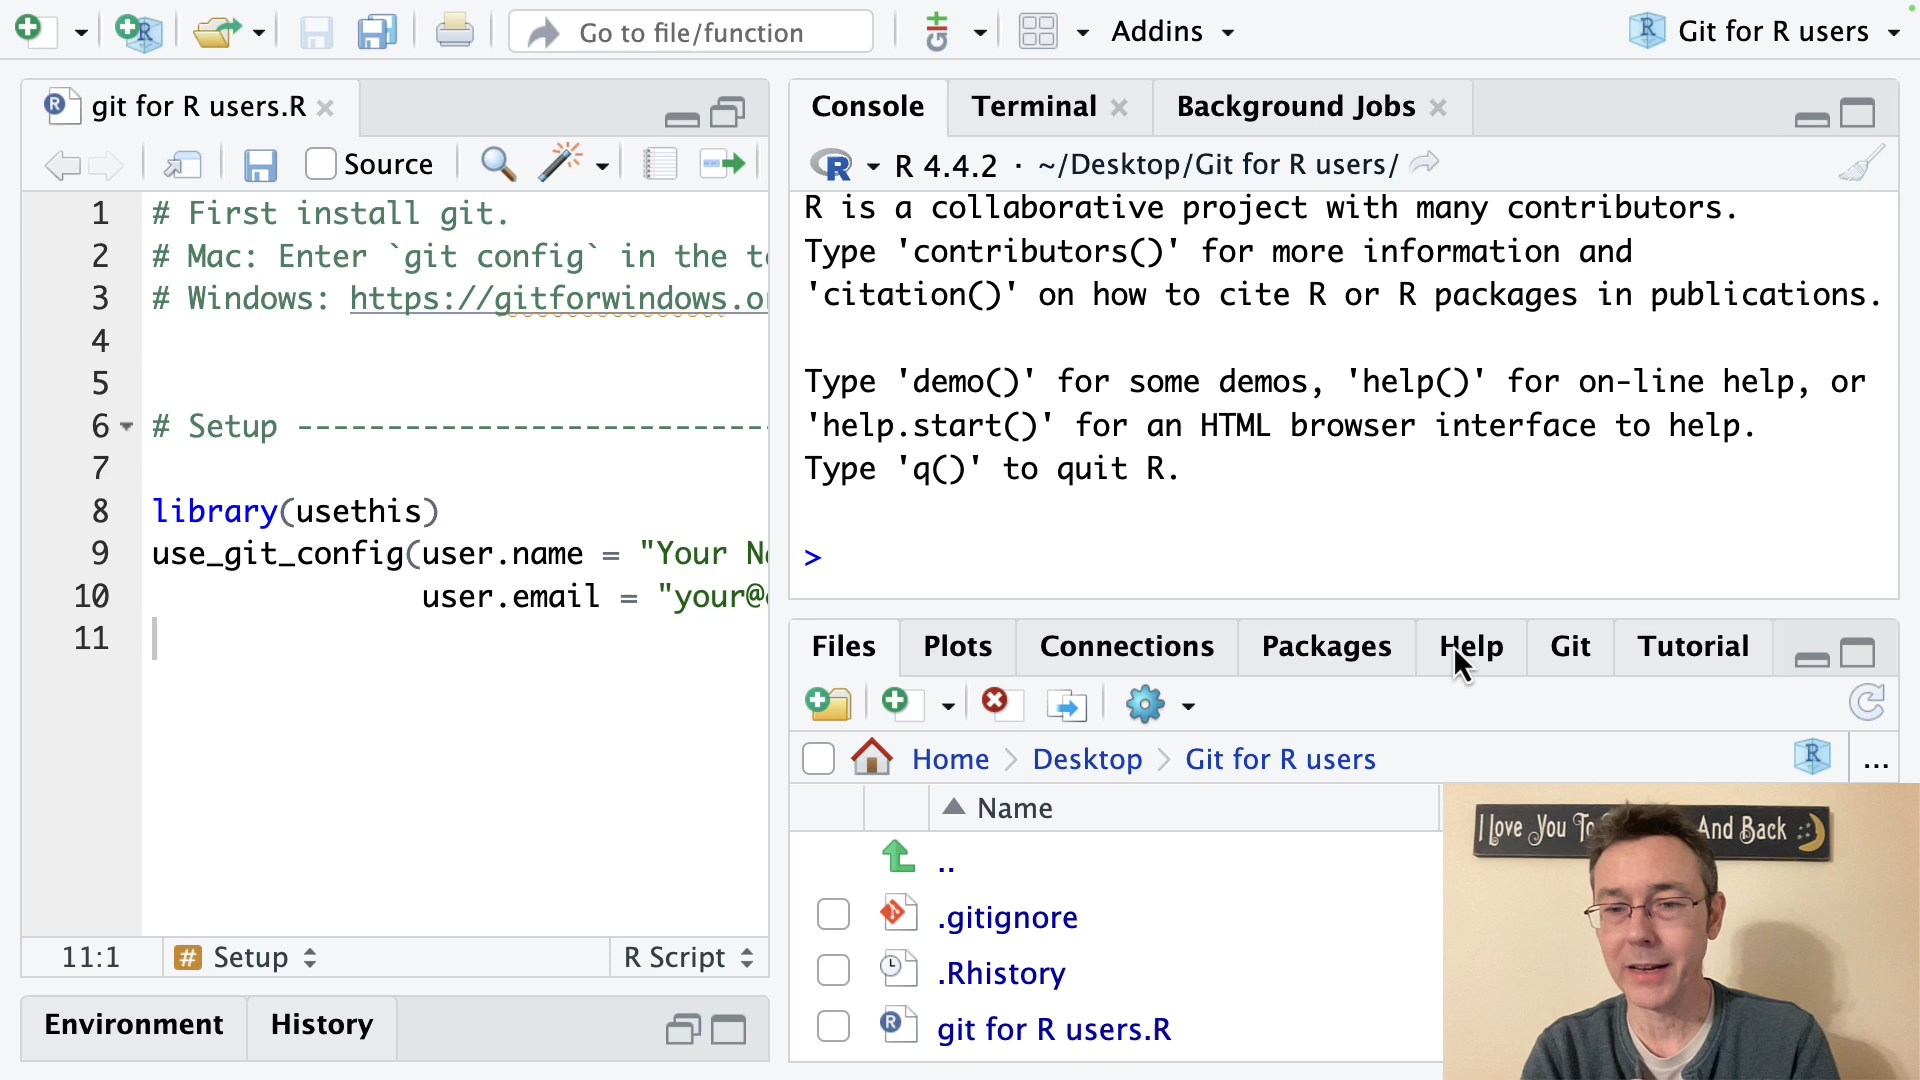 Go to file/function
Addins
Git for R users
git for R users.R
Source
1 # First install git.
2 # Mac: Enter `git config` in the
3 # Windows: https://gitforwindows.
4
5
6 # Setup --------------------------
7
8 library(usethis)
9 use_git_config(user.name = "Your
10 user.email = "your@
11
11:1 # Setup R Script
Environment History
Console Terminal Background Jobs
R R 4.4.2 · ~/Desktop/Git for R users/
R is a collaborative project with many contributors.
Type 'contributors()' for more information and
'citation()' on how to cite R or R packages in publications.
Type 'demo()' for some demos, 'help()' for on-line help, or
'help.start()' for an HTML browser interface to help.
Type 'q()' to quit R.
>
Files Plots Connections Packages Help Git Tutorial
Home Desktop Git for R users ...
Name
..
.gitignore
.Rhistory
git for R users.R
I Love You To And Back